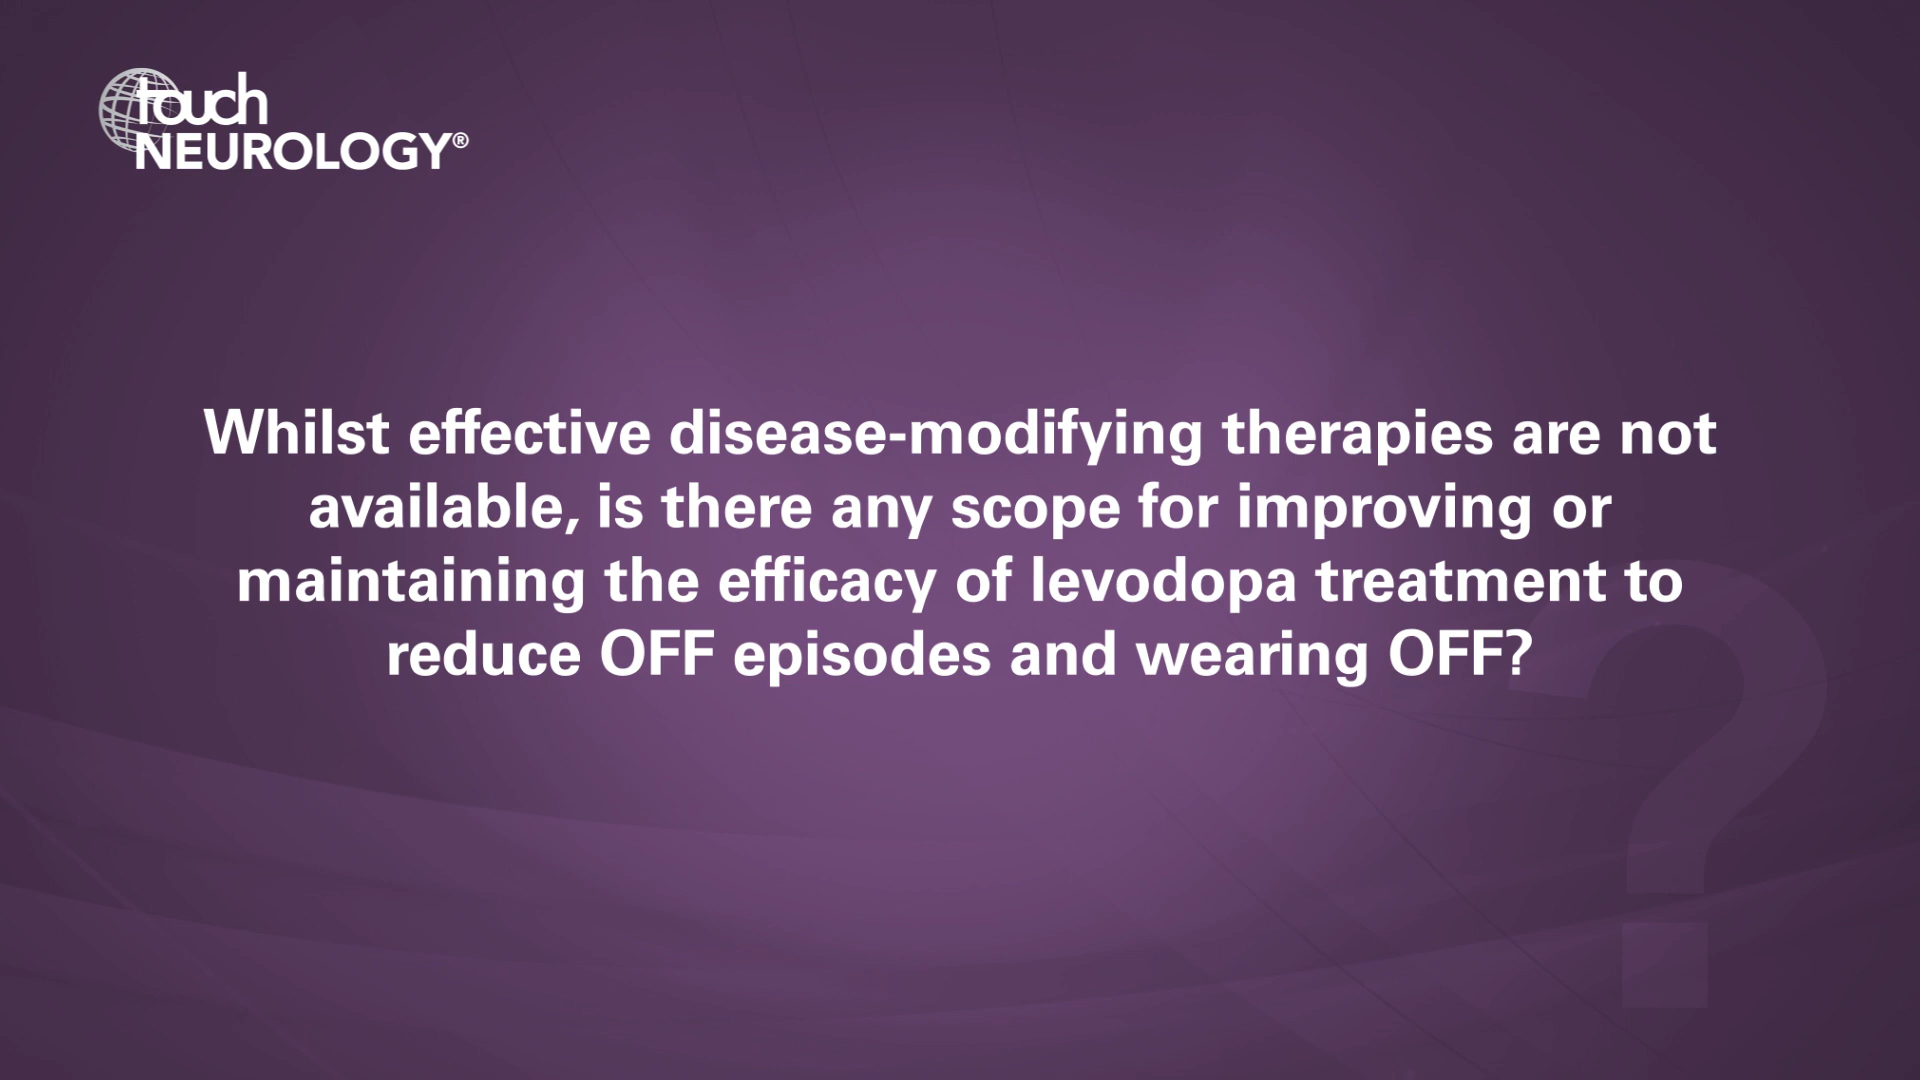 touch
NEUROLOGY®
Whilst effective disease-modifying therapies are not
available, is there any scope for improving or
maintaining the efficacy of levodopa treatment to
reduce OFF episodes and wearing OFF?
?